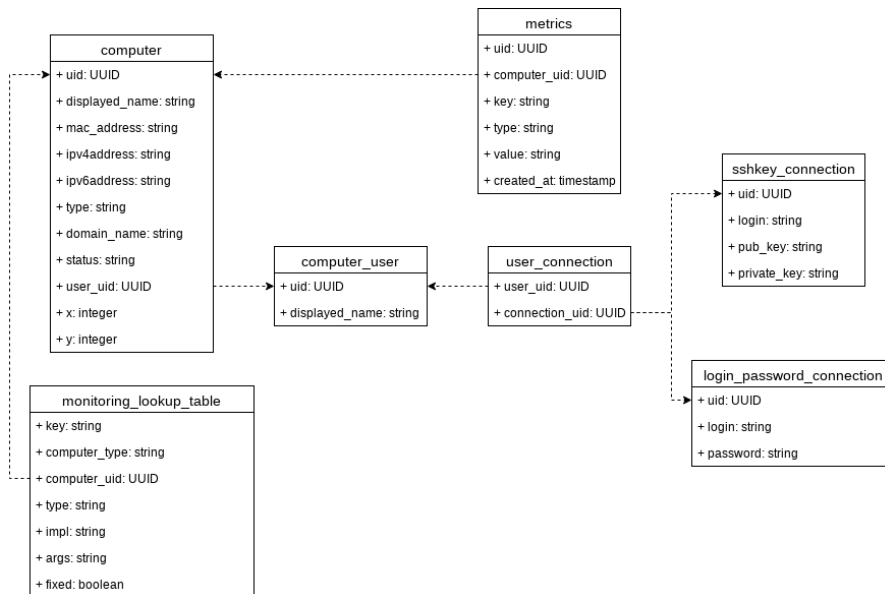 computer
+ uid: UUID
+ displayed_name: string
+ mac_address: string
+ ipv4address: string
+ ipv6address: string
+ type: string
+ domain_name: string
+ status: string
+ user_uid: UUID
+ x: integer
+ y: integer
metrics
+ uid: UUID
+ computer_uid: UUID
+ key: string
+ type: string
+ value: string
+ created_at: timestamp
sshkey_connection
+ uid: UUID
+ login: string
+ pub_key: string
+ private_key: string
computer_user
+ uid: UUID
+ displayed_name: string
user_connection
+ user_uid: UUID
+ connection_uid: UUID
login_password_connection
+ uid: UUID
+ login: string
+ password: string
monitoring_lookup_table
+ key: string
+ computer_type: string
+ computer_uid: UUID
+ type: string
+ impl: string
+ args: string
+ fixed: boolean